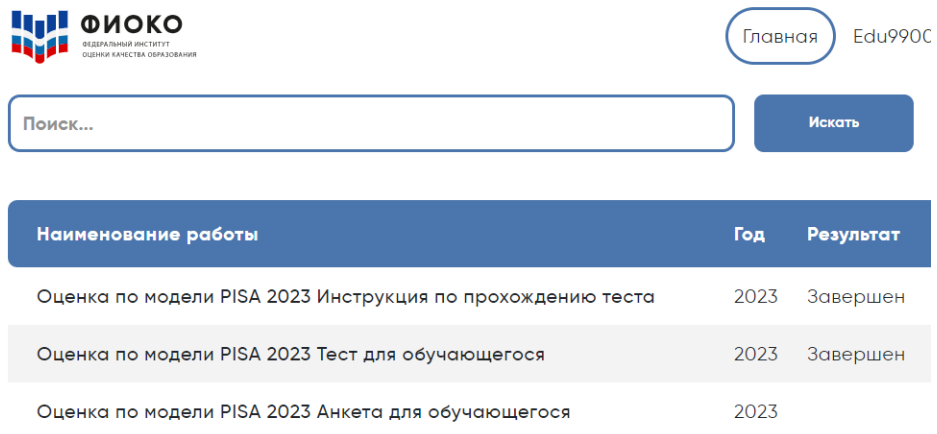 ФИОКО
ФЕДЕРАЛЬНЫЙ ИНСТИТУТ
ОЦЕНКИ КАЧЕСТВА ОБРАЗОВАНИЯ
Главная Edu9900
Поиск... Искать
Наименование работы Год Результат
Оценка по модели PISA 2023 Инструкция по прохождению теста 2023 Завершен
Оценка по модели PISA 2023 Тест для обучающегося 2023 Завершен
Оценка по модели PISA 2023 Анкета для обучающегося 2023